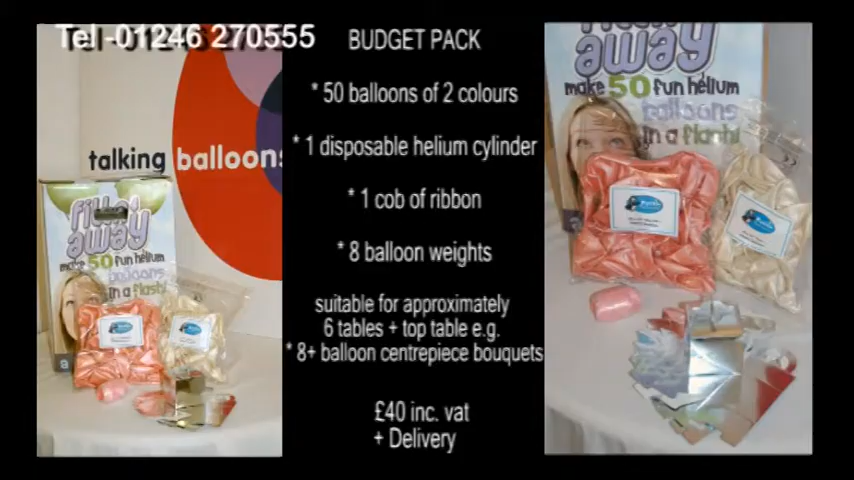 Tel -01246 270555
talking balloons
fill it
away
make 50 fun helium
balloons
in a flash!
BUDGET PACK
* 50 balloons of 2 colours
* 1 disposable helium cylinder
* 1 cob of ribbon
* 8 balloon weights
suitable for approximately
6 tables + top table e.g.
* 8+ balloon centrepiece bouquets
£40 inc. vat
+ Delivery
away
make 50 fun helium
balloons
in a flash!